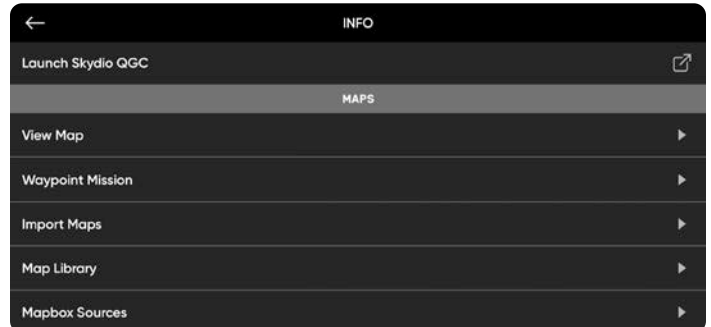 INFO
Launch Skydio QGC
MAPS
View Map
Waypoint Mission
Import Maps
Map Library
Mapbox Sources